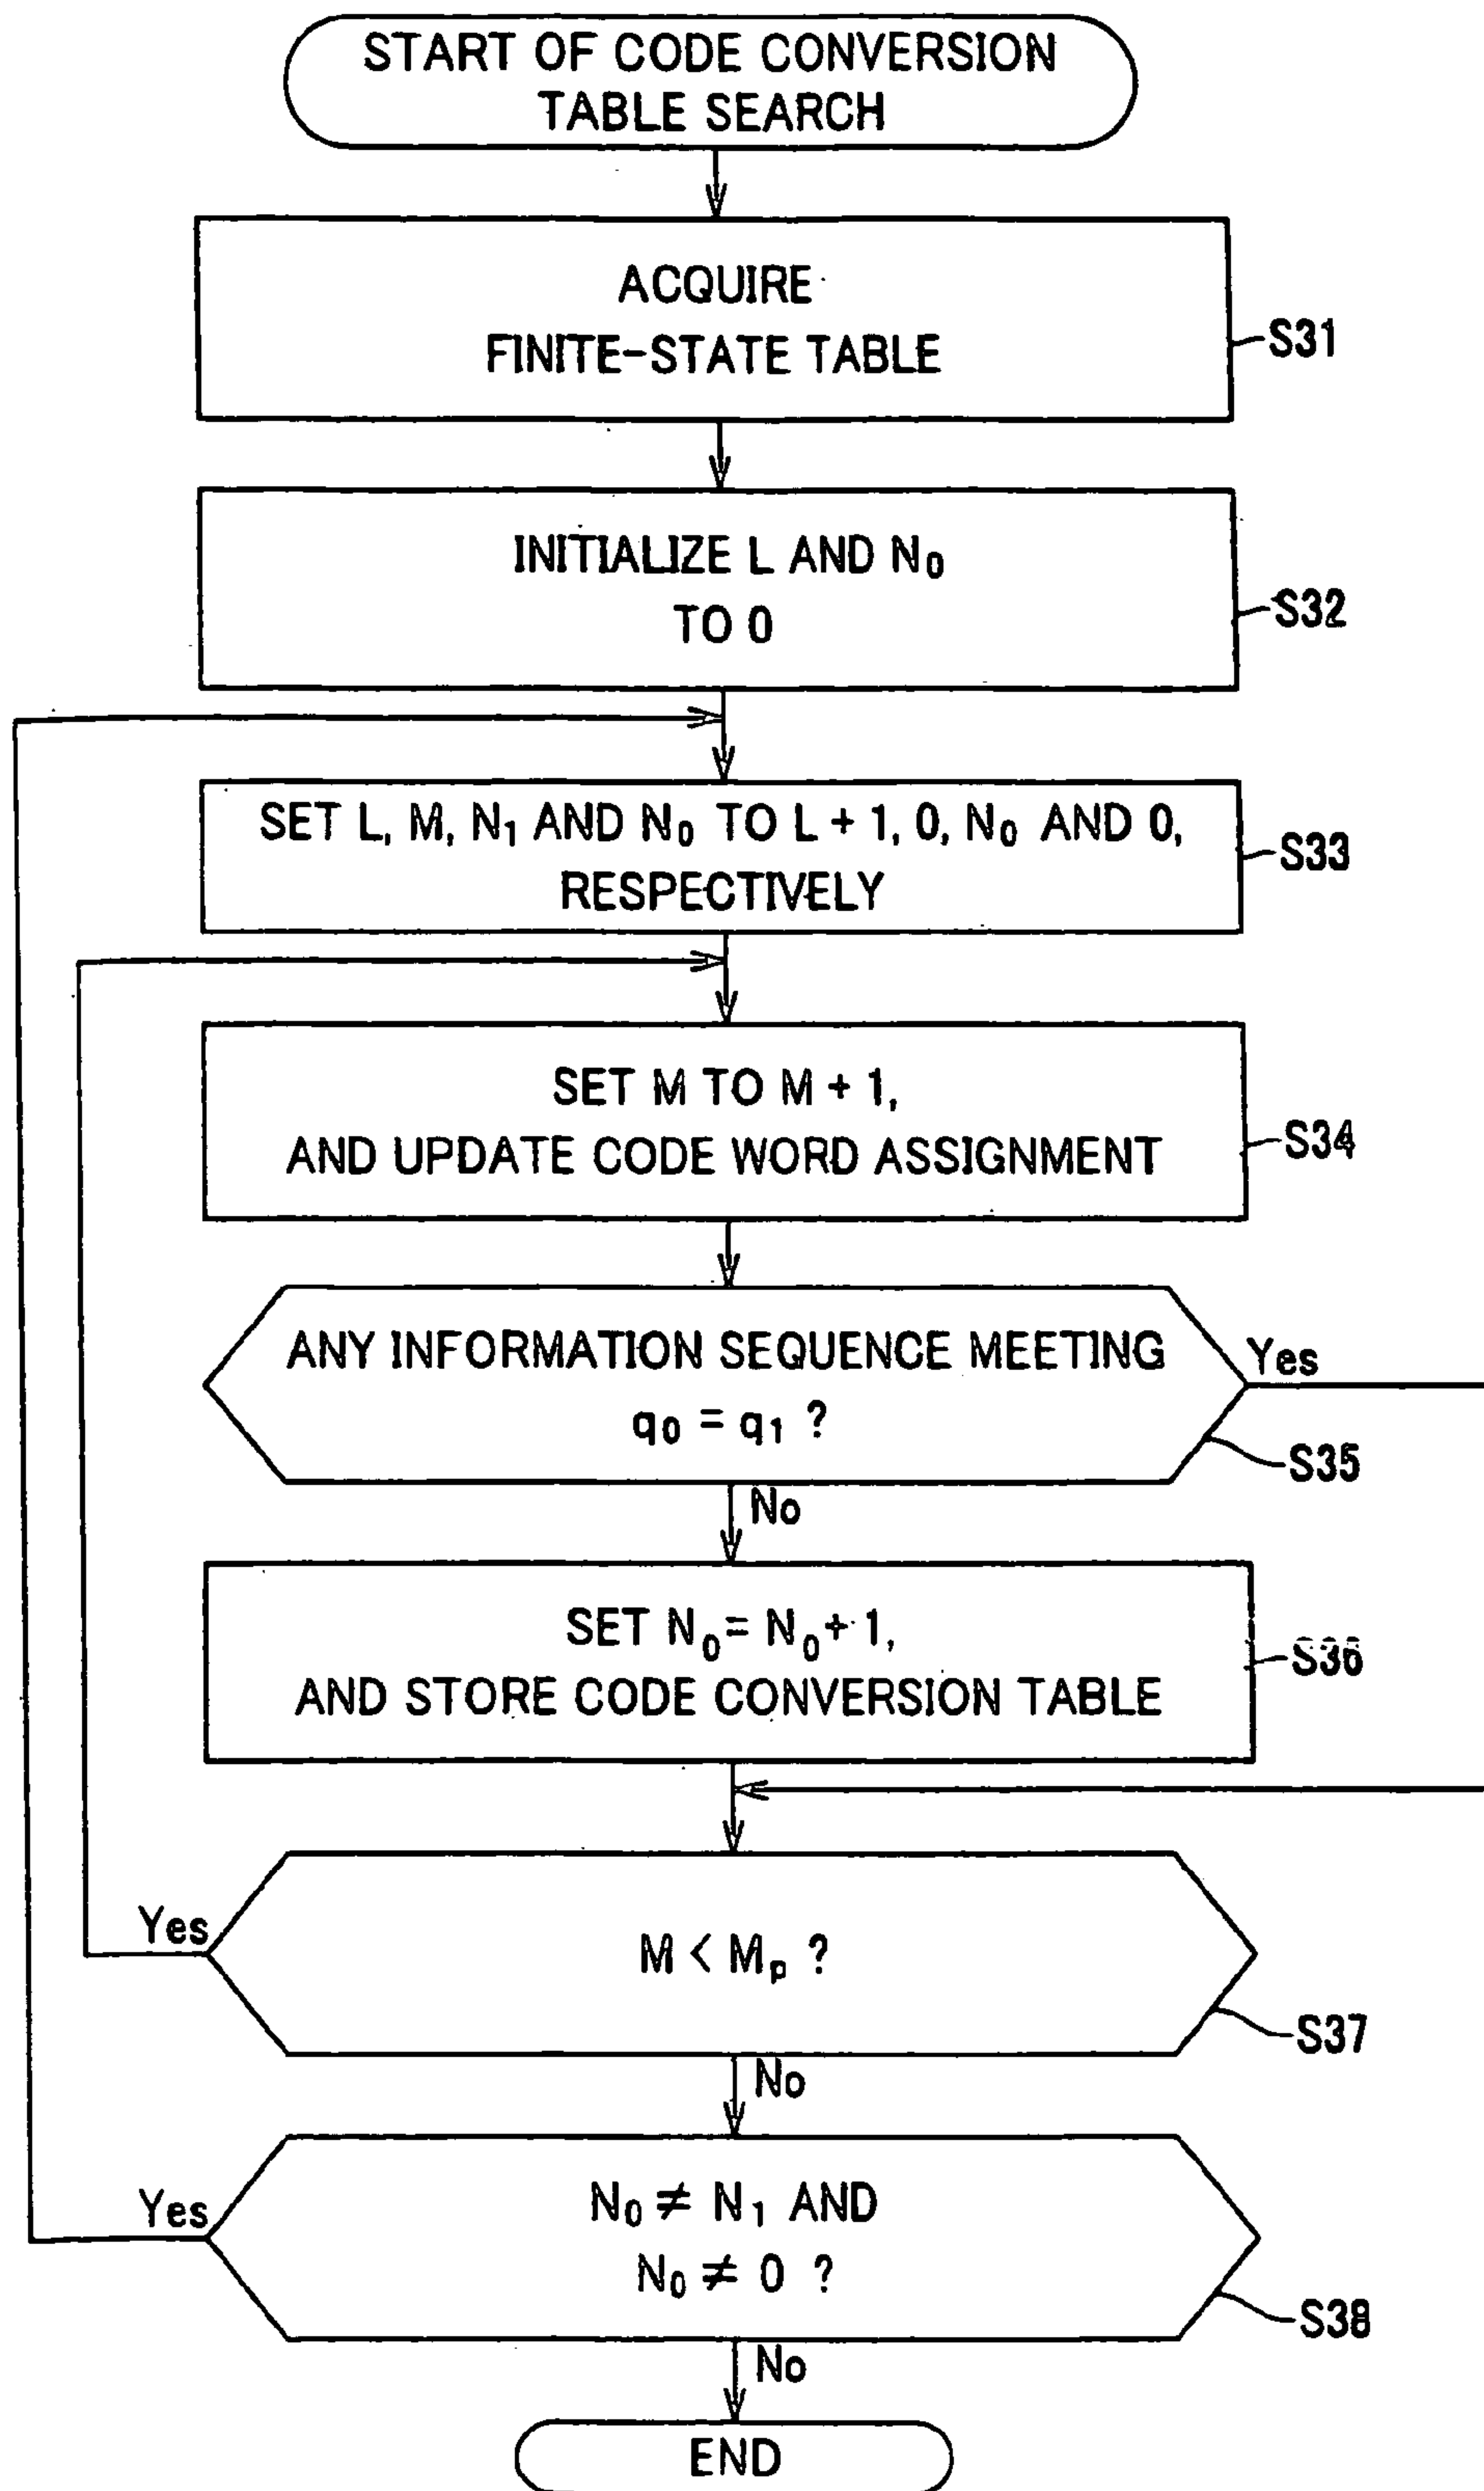 START OF CODE CONVERSION
TABLE SEARCH
ACQUIRE
FINITE-STATE TABLE
S31
INITIALIZE L AND N₀
TO 0
S32
SET L, M, N₁ AND N₀ TO L + 1, 0, N₀ AND 0,
RESPECTIVELY
S33
SET M TO M + 1,
AND UPDATE CODE WORD ASSIGNMENT
S34
ANY INFORMATION SEQUENCE MEETING
q₀ = q₁ ?
Yes
S35
No
SET N₀ = N₀ + 1,
AND STORE CODE CONVERSION TABLE
S36
Yes
M < Mₚ ?
S37
No
Yes
N₀ ≠ N₁ AND
N₀ ≠ 0 ?
S38
No
END